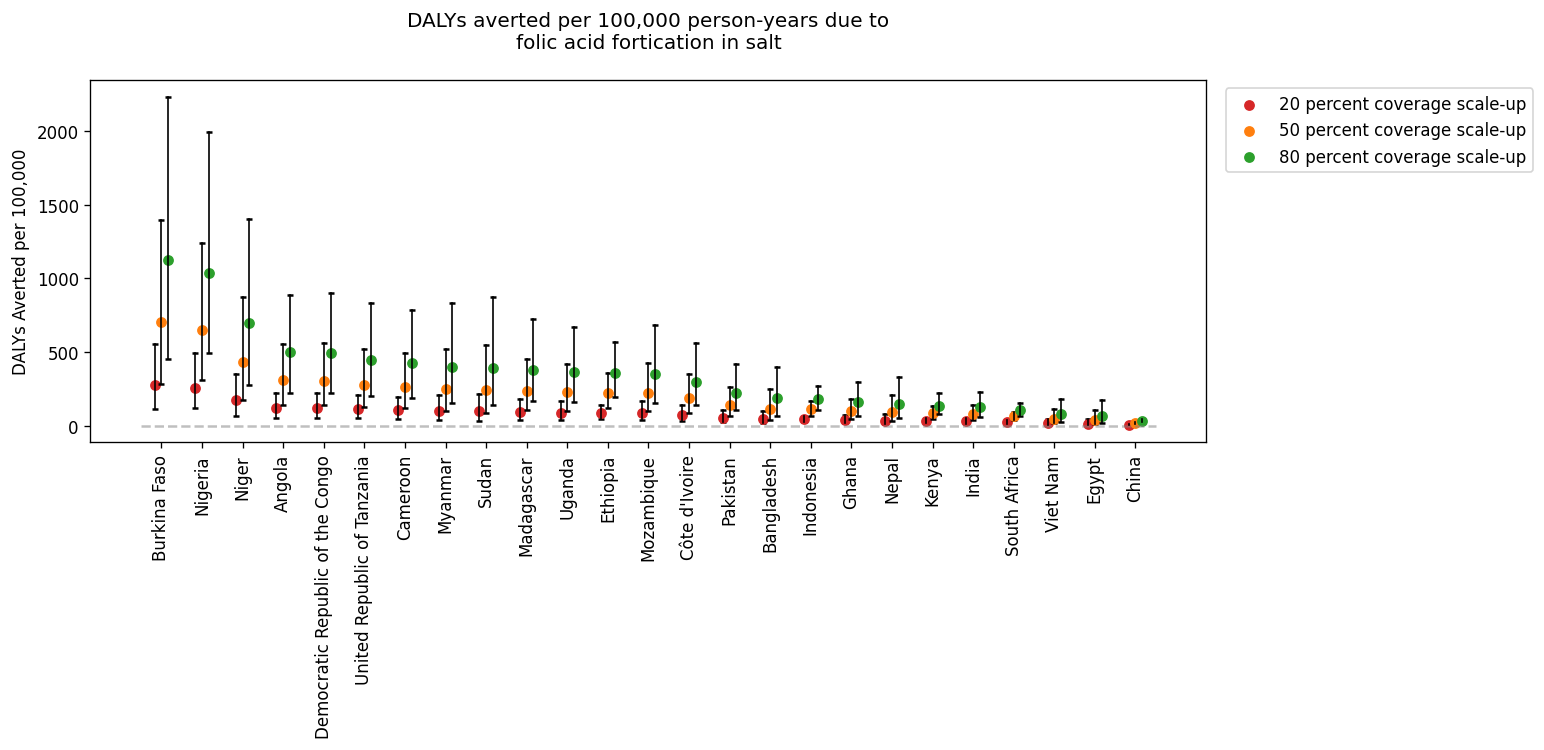 DALYs averted per 100,000 person-years due to
folic acid fortication in salt
20 percent coverage scale-up
50 percent coverage scale-up
80 percent coverage scale-up
DALYs Averted per 100,000
2000
1500
1000
500
0
Burkina Faso
Nigeria
Niger
Angola
Democratic Republic of the Congo
United Republic of Tanzania
Cameroon
Myanmar
Sudan
Madagascar
Uganda
Ethiopia
Mozambique
Côte d'Ivoire
Pakistan
Bangladesh
Indonesia
Ghana
Nepal
Kenya
India
South Africa
Viet Nam
Egypt
China